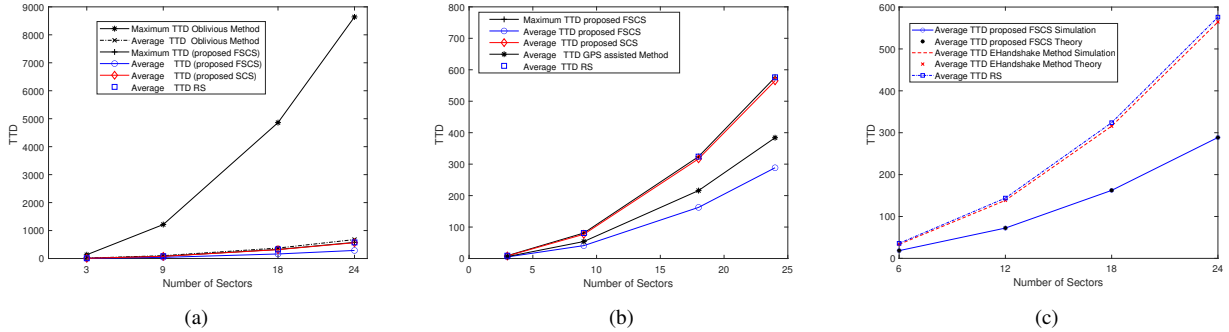 9000
8000
7000
6000
5000
4000
3000
2000
1000
0
TTD
Maximum TTD Oblivious Method
Average TTD Oblivious Method
Maximum TTD (proposed FSCS)
Average TTD (proposed FSCS)
Average TTD (proposed SCS)
Average TTD RS
3 9 18 24
Number of Sectors
(a)
800
700
600
500
400
300
200
100
0
TTD
Maximum TTD proposed FSCS
Average TTD proposed FSCS
Average TTD proposed SCS
Average TTD GPS assisted Method
Average TTD RS
0 5 10 15 20 25
Number of Sectors
(b)
600
500
400
300
200
100
0
TTD
Average TTD proposed FSCS Simulation
Average TTD proposed FSCS Theory
Average TTD EHandshake Method Simulation
Average TTD EHandshake Method Theory
Average TTD RS
6 12 18 24
Number of Sectors
(c)